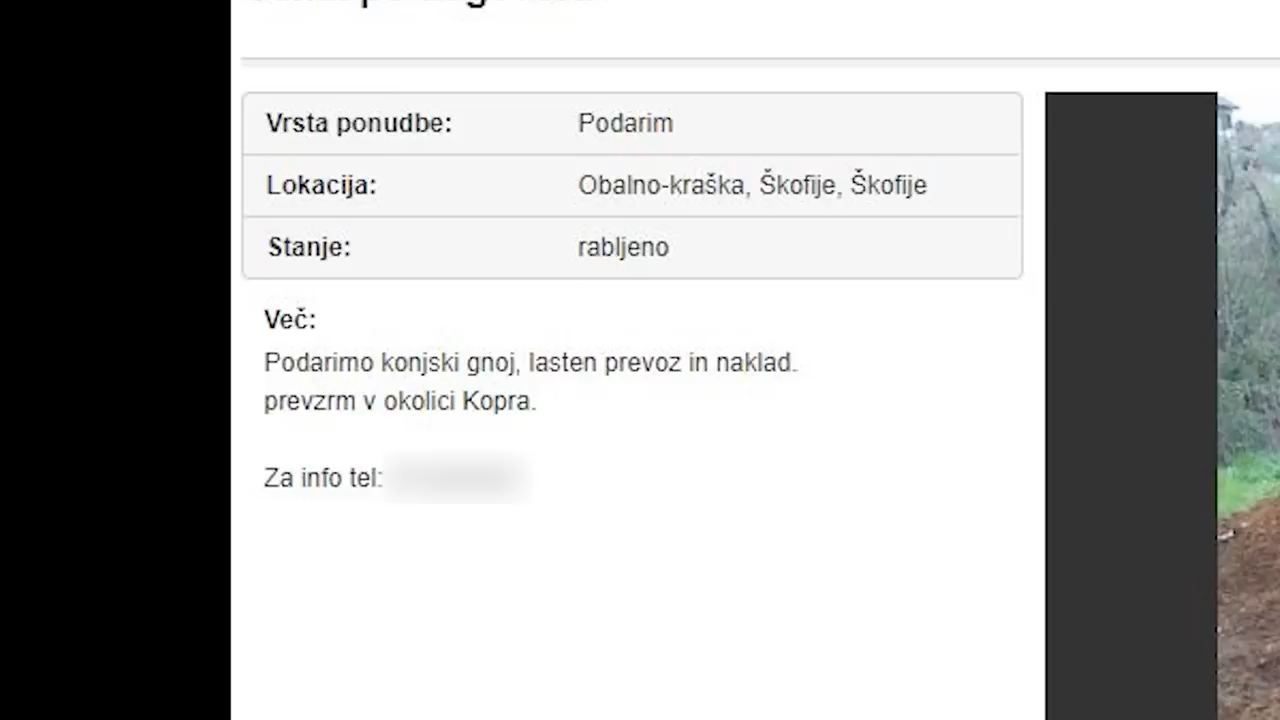 Vrsta ponudbe: Podarim
Lokacija: Obalno-kraška, Škofije, Škofije
Stanje: rabljeno
Več:
Podarimo konjski gnoj, lasten prevoz in naklad.
prevzrm v okolici Kopra.
Za info tel: